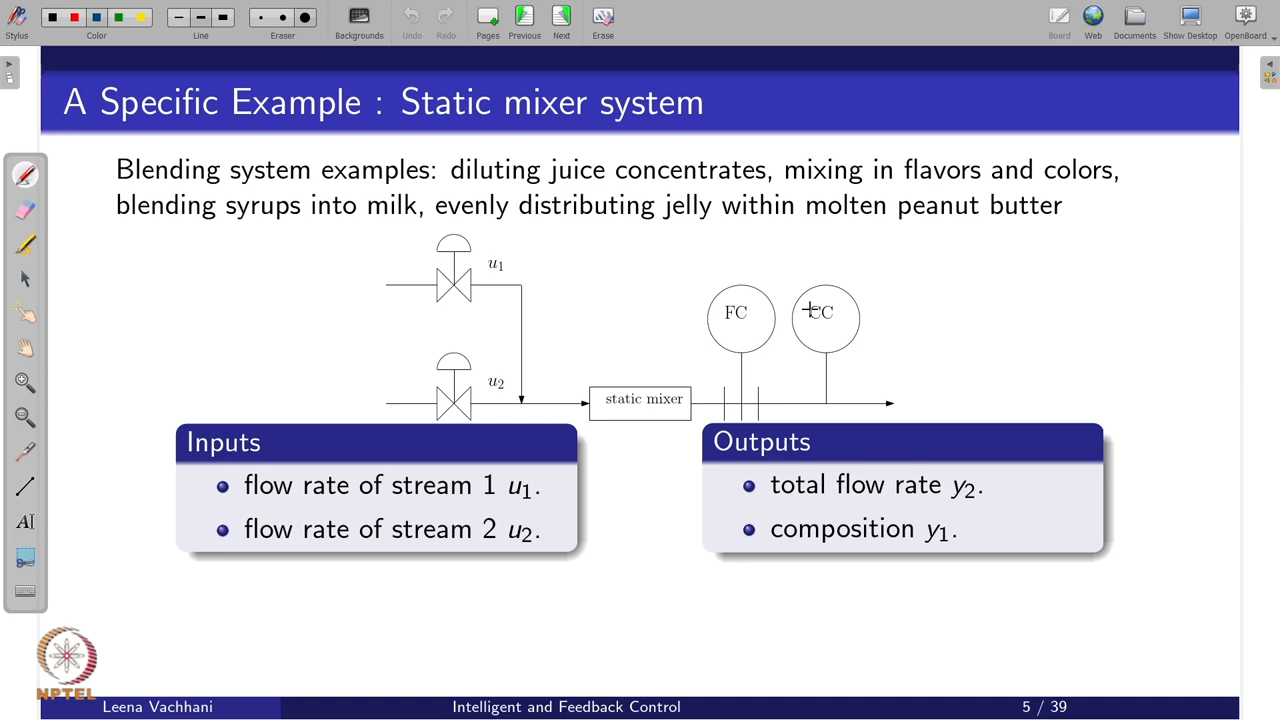 Stylus
Color
Line
Eraser
Backgrounds
Undo
Redo
Pages
Previous
Next
Erase
Board
Web
Documents
Show Desktop
OpenBoard
A Specific Example : Static mixer system
Blending system examples: diluting juice concentrates, mixing in flavors and colors,
blending syrups into milk, evenly distributing jelly within molten peanut butter
u₁
FC
CC
u₂
static mixer
Inputs
flow rate of stream 1 u₁.
flow rate of stream 2 u₂.
Outputs
total flow rate y₂.
composition y₁.
NPTEL
Leena Vachhani
Intelligent and Feedback Control
5 / 39